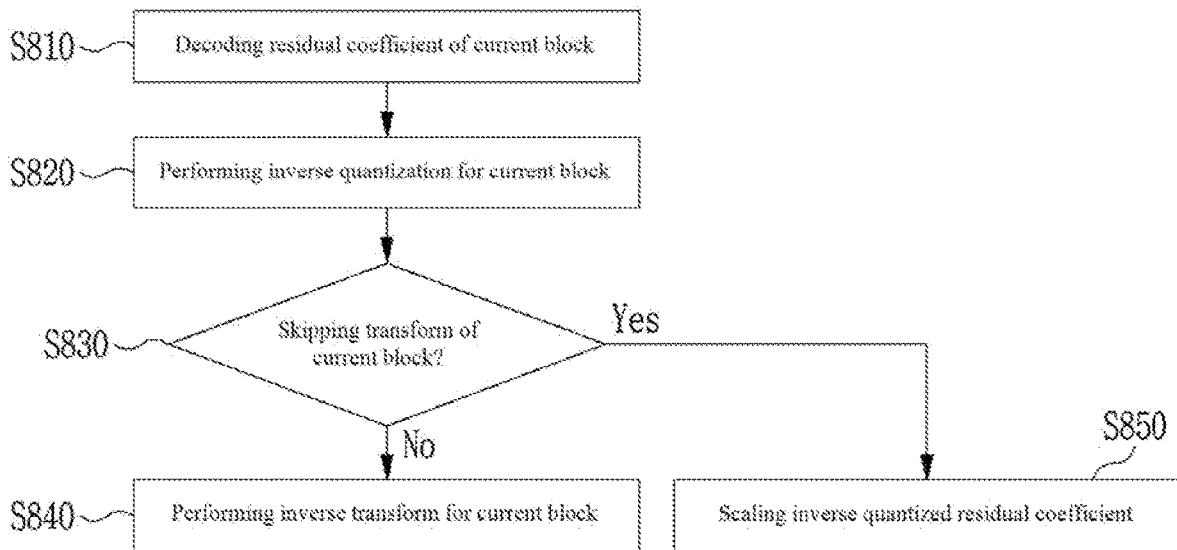 S810
Decoding residual coefficient of current block
S820
Performing inverse quantization for current block
S830
Skipping transform of
current block?
Yes
No
S840
Performing inverse transform for current block
S850
Scaling inverse quantized residual coefficient